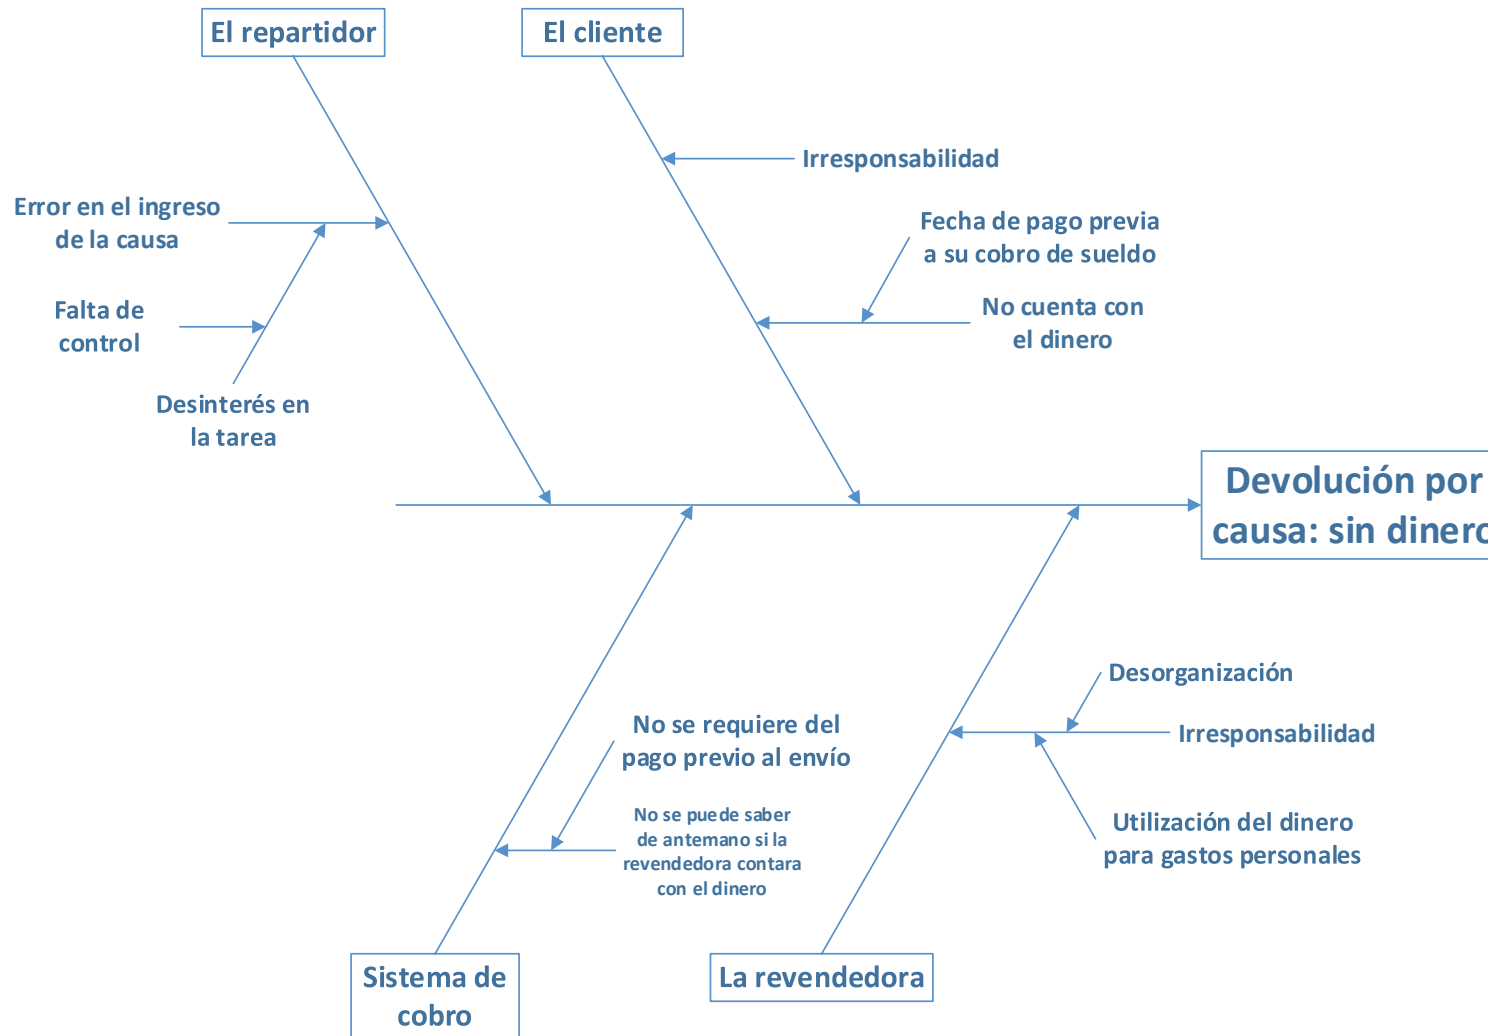 El repartidor
El cliente
Irresponsabilidad
Error en el ingreso
de la causa
Fecha de pago previa
a su cobro de sueldo
Falta de
control
No cuenta con
el dinero
Desinterés en
la tarea
Devolución por
causa: sin dinero
Desorganización
No se requiere del
pago previo al envío
Irresponsabilidad
No se puede saber
de antemano si la
revendedora contara
con el dinero
Utilización del dinero
para gastos personales
Sistema de
cobro
La revendedora